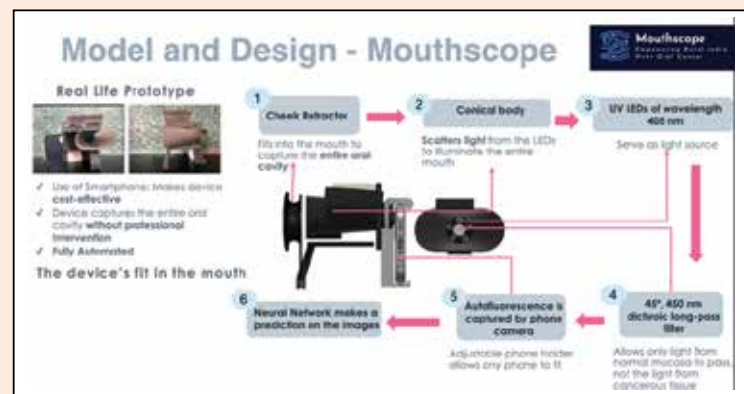 Model and Design - Mouthscope
Mouthscope
Empowering Rural India
Over Oral Cancer
Real Life Prototype
✓ Use of Smartphone: Makes device
cost-effective
✓ Device captures the entire oral
cavity without professional
intervention
✓ Fully Automated
The device's fit in the mouth
1
Cheek Retractor
Fits into the mouth to
capture the entire oral
cavity
2
Conical body
Scatters light from the LEDs
to illuminate the entire
mouth
3
UV LEDs of wavelength
405 nm
Serve as light source
4
45°, 450 nm
dichroic long-pass
filter
Allows only light from
normal mucosa to pass,
not the light from
cancerous tissue
5
Autofluorescence is
captured by phone
camera
Adjustable phone holder
allows any phone to fit
6
Neural Network makes a
prediction on the images